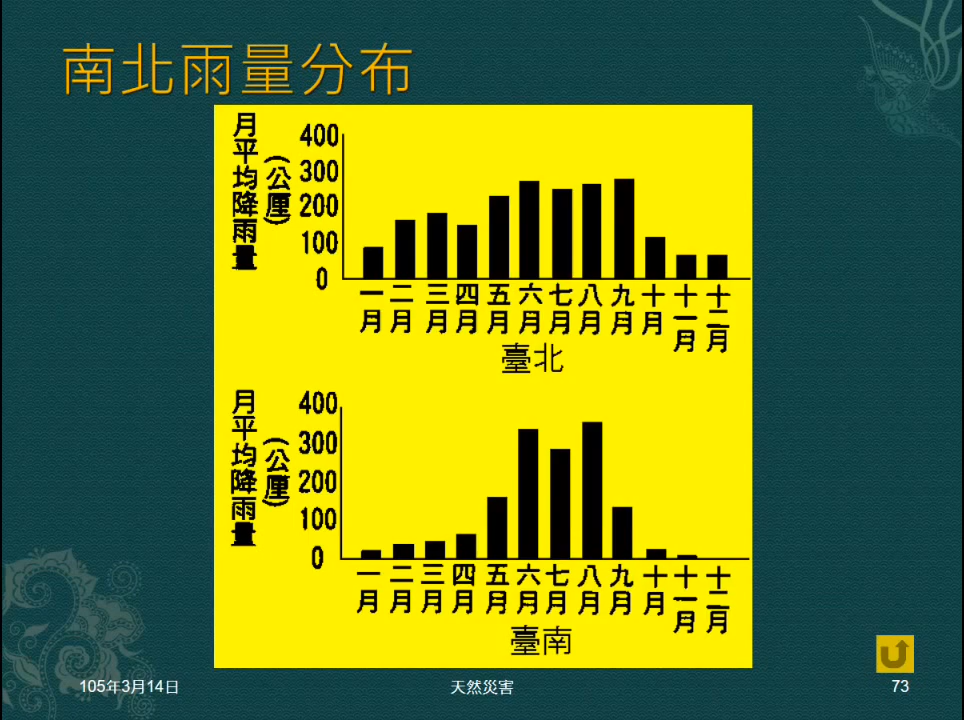 南北雨量分布
月平均降雨量
(公厘)
400
300
200
100
0
一月 二月 三月 四月 五月 六月 七月 八月 九月 十月 十一月 十二月
臺北
月平均降雨量
(公厘)
400
300
200
100
0
一月 二月 三月 四月 五月 六月 七月 八月 九月 十月 十一月 十二月
臺南
105年3月14日 天然災害 73